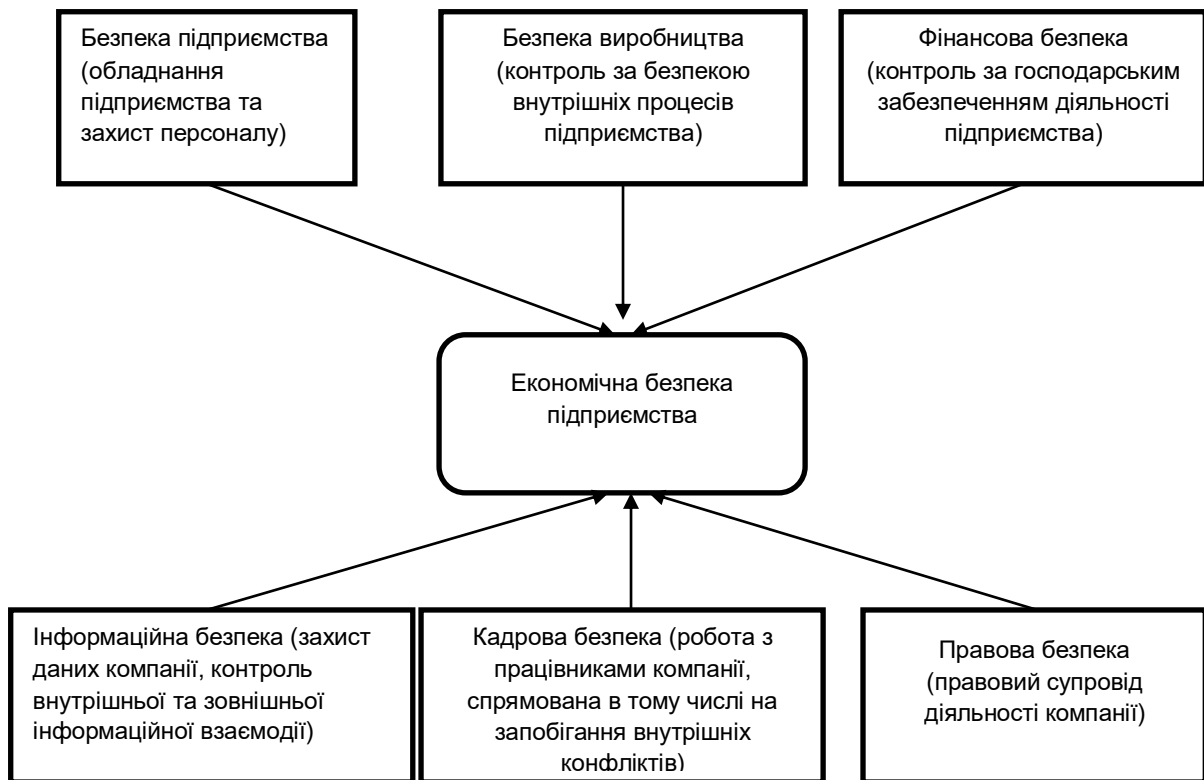 Безпека підприємства
(обладнання
підприємства та
захист персоналу)
Безпека виробництва
(контроль за безпекою
внутрішніх процесів
підприємства)
Фінансова безпека
(контроль за господарським
забезпеченням діяльності
підприємства)
Економічна безпека
підприємства
Інформаційна безпека (захист
даних компанії, контроль
внутрішньої та зовнішньої
інформаційної взаємодії)
Кадрова безпека (робота з
працівниками компанії,
спрямована в тому числі на
запобігання внутрішніх
конфліктів)
Правова безпека
(правовий супровід
діяльності компанії)